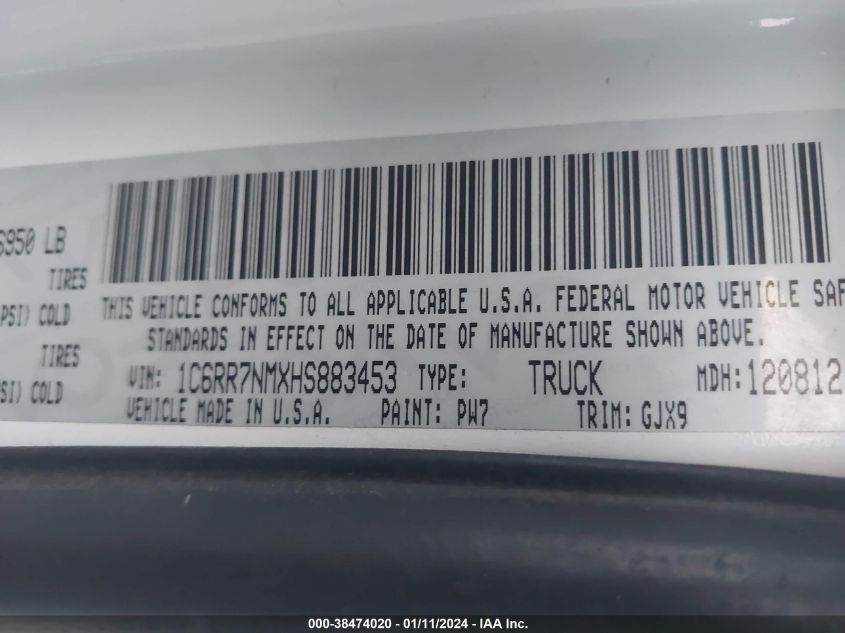 6950 LB
TIRES
PSI) COLD
TIRES
SI) COLD
THIS VEHICLE CONFORMS TO ALL APPLICABLE U.S.A. FEDERAL MOTOR VEHICLE SAF
STANDARDS IN EFFECT ON THE DATE OF MANUFACTURE SHOWN ABOVE.
VIN: 1C6RR7NMXHS883453 TYPE: TRUCK MDH:120812
VEHICLE MADE IN U.S.A. PAINT: PW7 TRIM: GJX9
000-38474020 - 01/11/2024 - IAA Inc.